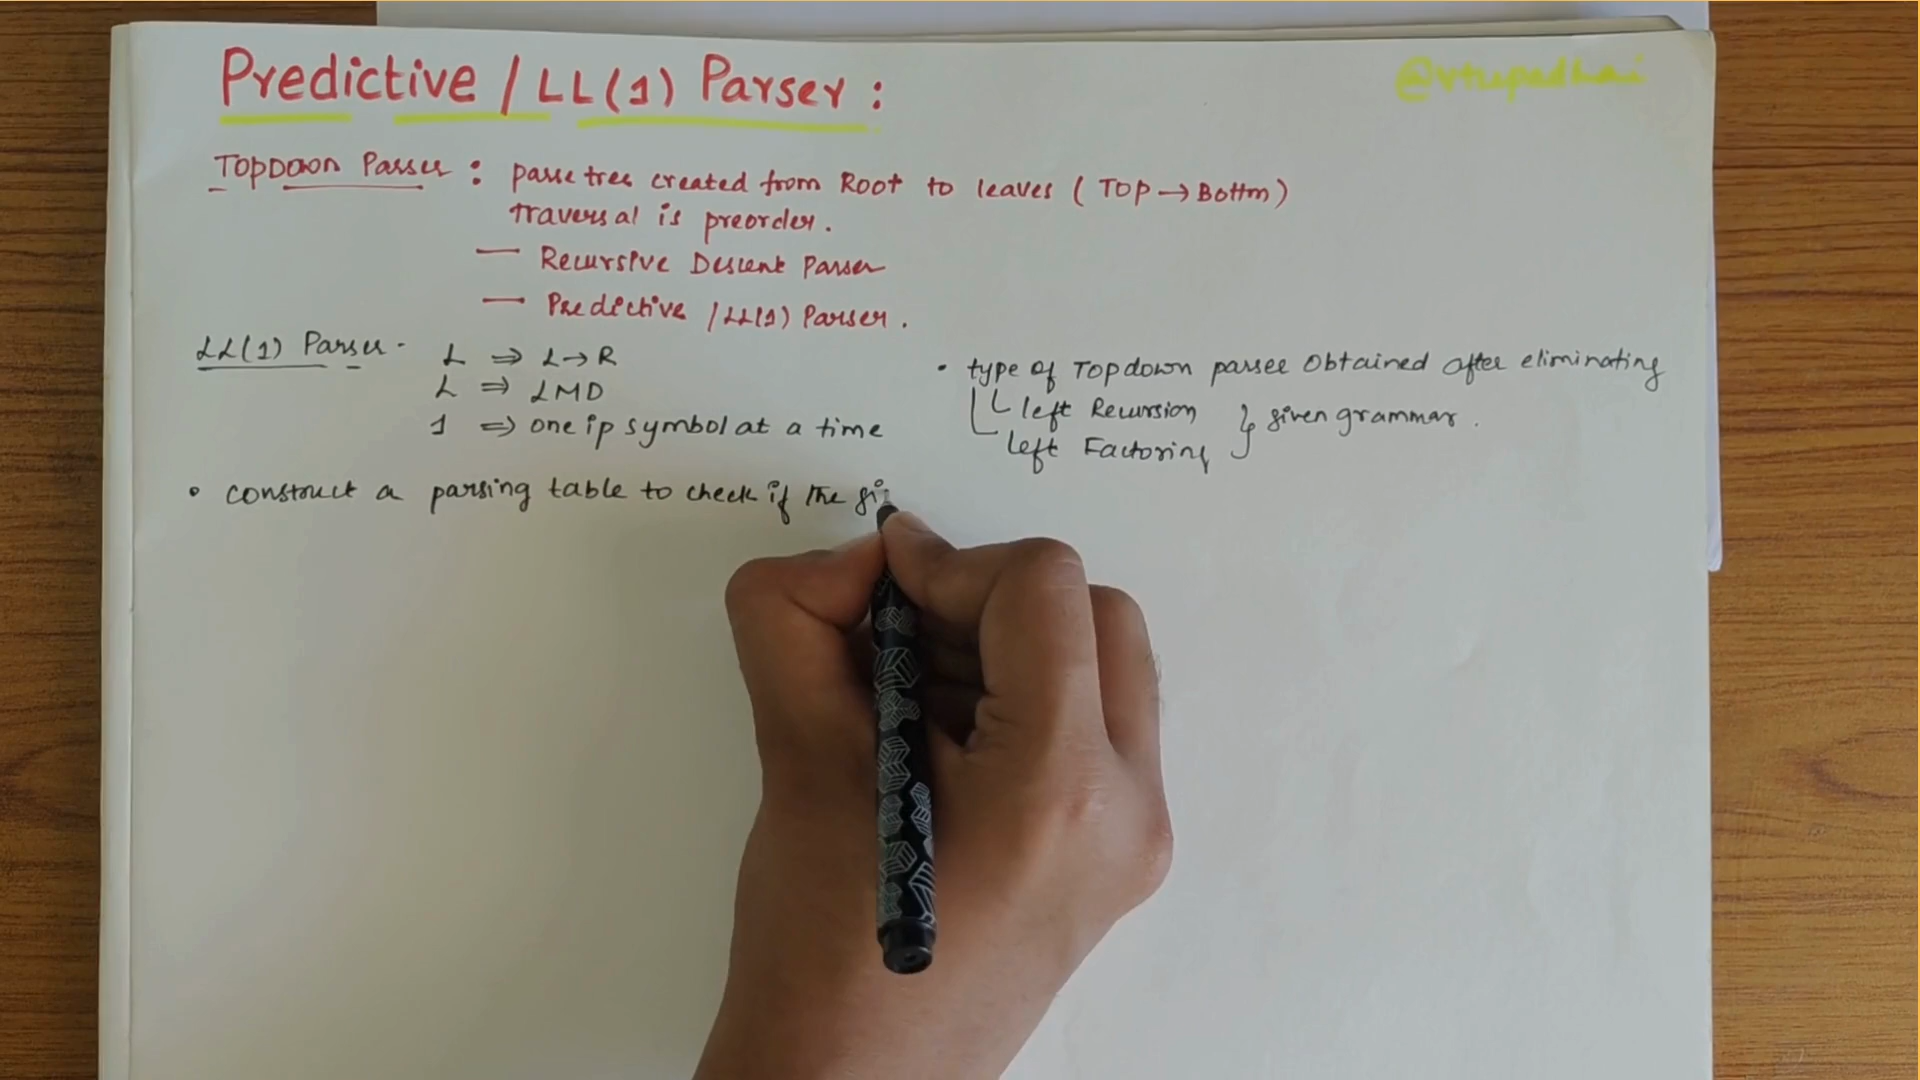 Predictive / LL(1) Parser :
@vtupadhai
TopDown Parser : parse tree created from Root to leaves ( TOP → Bottm )
traversal is preorder.
— Recursive Descent Parser
— Predictive / LL(1) Parser .
LL(1) Parser -
L ⇒ L → R
L ⇒ LMD
1 ⇒ one ip symbol at a time
• type of Topdown parser Obtained after eliminating
left Recursion } given grammar .
left Factoring
• construct a parsing table to check if the gi